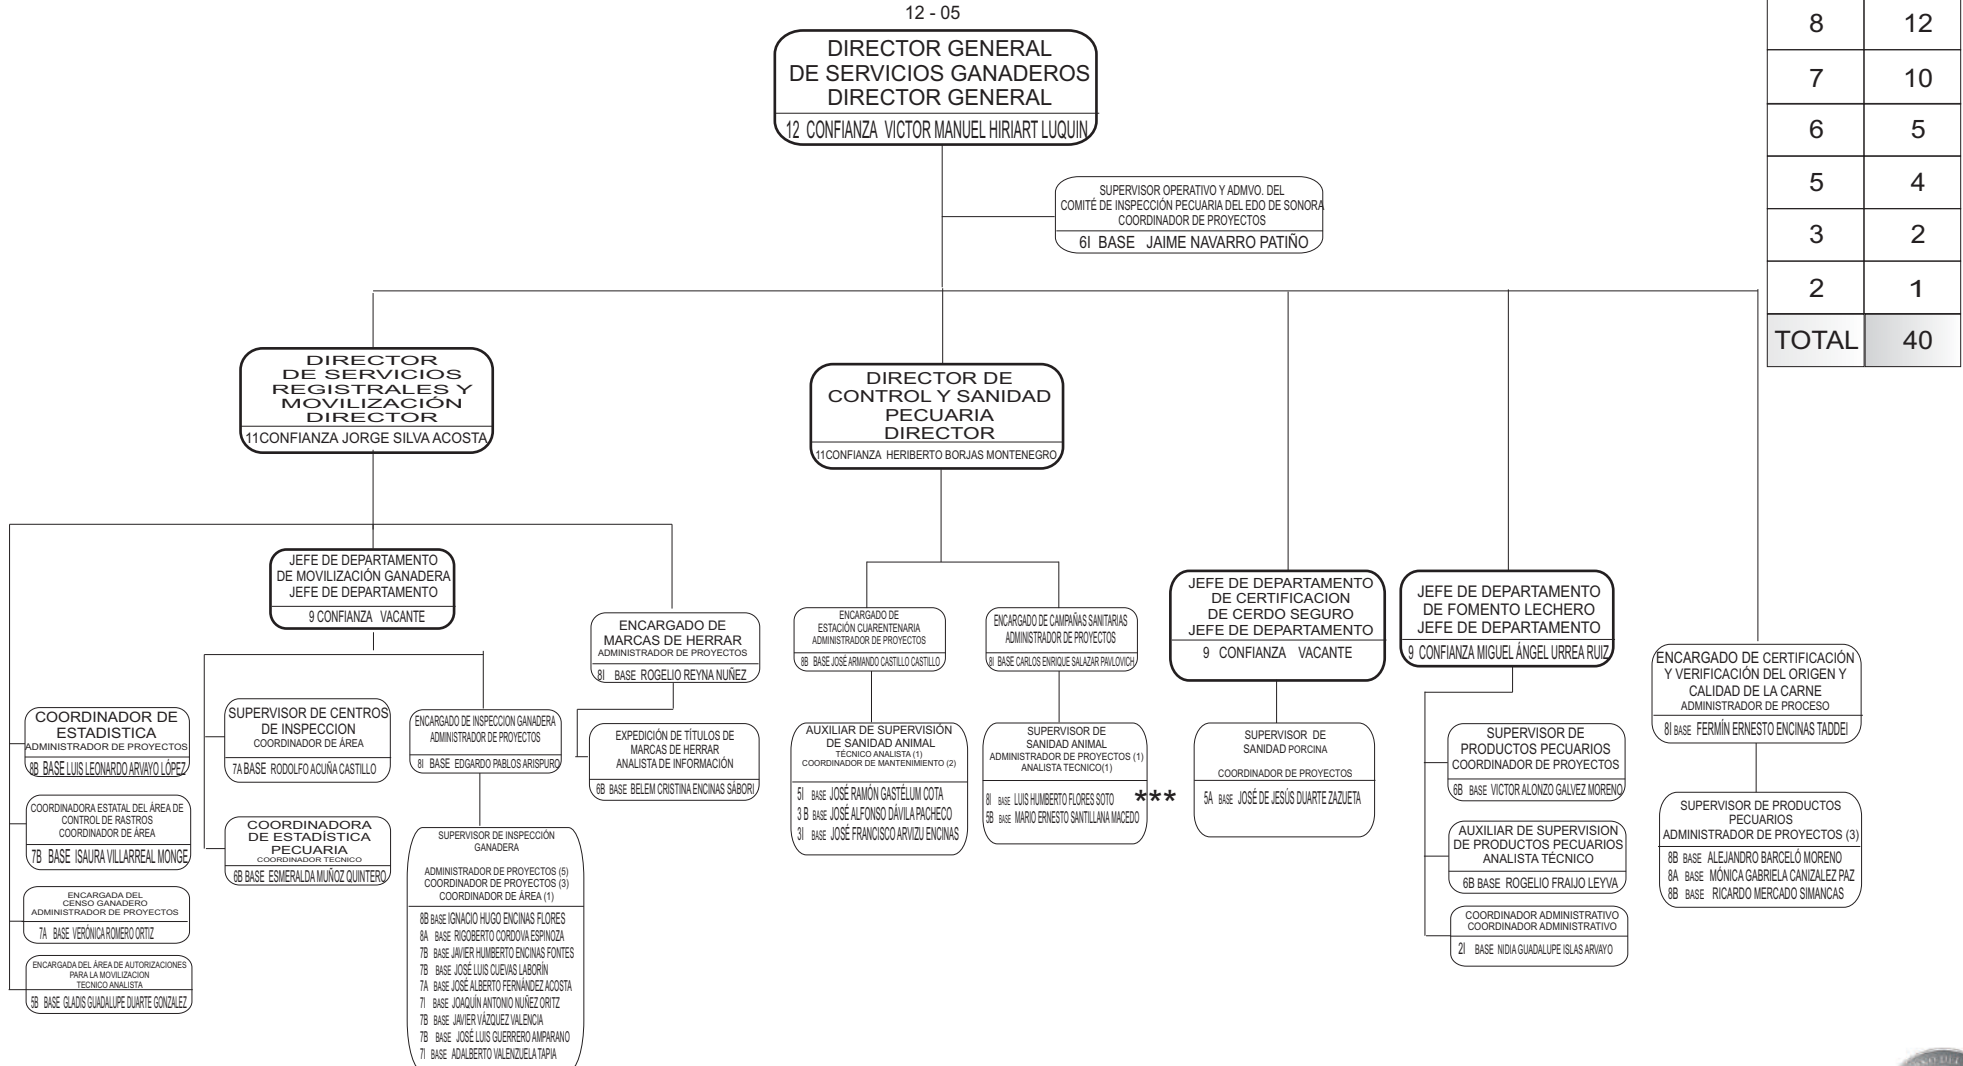 12 - 05
DIRECTOR GENERAL
DE SERVICIOS GANADEROS
DIRECTOR GENERAL
12 CONFIANZA VICTOR MANUEL HIRIART LUQUIN
8 12
7 10
6 5
5 4
3 2
2 1
TOTAL 40
SUPERVISOR OPERATIVO Y ADMVO. DEL
COMITÉ DE INSPECCIÓN PECUARIA DEL EDO DE SONORA
COORDINADOR DE PROYECTOS
6I BASE JAIME NAVARRO PATIÑO
DIRECTOR
DE SERVICIOS
REGISTRALES Y
MOVILIZACIÓN
DIRECTOR
11CONFIANZA JORGE SILVA ACOSTA
DIRECTOR DE
CONTROL Y SANIDAD
PECUARIA
DIRECTOR
11CONFIANZA HERIBERTO BORJAS MONTENEGRO
JEFE DE DEPARTAMENTO
DE MOVILIZACIÓN GANADERA
JEFE DE DEPARTAMENTO
9 CONFIANZA VACANTE
ENCARGADO DE
MARCAS DE HERRAR
ADMINISTRADOR DE PROYECTOS
8I BASE ROGELIO REYNA NUÑEZ
ENCARGADO DE
ESTACIÓN CUARENTENARIA
ADMINISTRADOR DE PROYECTOS
8B BASE JOSÉ ARMANDO CASTILLO CASTILLO
ENCARGADO DE CAMPAÑAS SANITARIAS
ADMINISTRADOR DE PROYECTOS
8I BASE CARLOS ENRIQUE SALAZAR PAVLOVICH
JEFE DE DEPARTAMENTO
DE CERTIFICACION
DE CERDO SEGURO
JEFE DE DEPARTAMENTO
9 CONFIANZA VACANTE
JEFE DE DEPARTAMENTO
DE FOMENTO LECHERO
JEFE DE DEPARTAMENTO
9 CONFIANZA MIGUEL ÁNGEL URREA RUIZ
ENCARGADO DE CERTIFICACIÓN
Y VERIFICACIÓN DEL ORIGEN Y
CALIDAD DE LA CARNE
ADMINISTRADOR DE PROCESO
8I BASE FERMÍN ERNESTO ENCINAS TADDEI
COORDINADOR DE
ESTADISTICA
ADMINISTRADOR DE PROYECTOS
8B BASE LUIS LEONARDO ARVAYO LÓPEZ
SUPERVISOR DE CENTROS
DE INSPECCION
COORDINADOR DE ÁREA
7A BASE RODOLFO ACUÑA CASTILLO
ENCARGADO DE INSPECCION GANADERA
ADMINISTRADOR DE PROYECTOS
8I BASE EDGARDO PABLOS ARISPURO
EXPEDICIÓN DE TÍTULOS DE
MARCAS DE HERRAR
ANALISTA DE INFORMACIÓN
6B BASE BELEM CRISTINA ENCINAS SÁBORI
AUXILIAR DE SUPERVISIÓN
DE SANIDAD ANIMAL
TÉCNICO ANALISTA (1)
COORDINADOR DE MANTENIMIENTO (2)
5I BASE JOSÉ RAMÓN GASTÉLUM COTA
3 B BASE JOSÉ ALFONSO DÁVILA PACHECO
3I BASE JOSÉ FRANCISCO ARVIZU ENCINAS
SUPERVISOR DE
SANIDAD ANIMAL
ADMINISTRADOR DE PROYECTOS (1)
ANALISTA TECNICO(1)
8I BASE LUIS HUMBERTO FLORES SOTO ***
5B BASE MARIO ERNESTO SANTILLANA MACEDO
SUPERVISOR DE
SANIDAD PORCINA
COORDINADOR DE PROYECTOS
5A BASE JOSÉ DE JESÚS DUARTE ZAZUETA
SUPERVISOR DE
PRODUCTOS PECUARIOS
COORDINADOR DE PROYECTOS
6B BASE VICTOR ALONZO GALVEZ MORENO
COORDINADORA ESTATAL DEL ÁREA DE
CONTROL DE RASTROS
COORDINADOR DE ÁREA
7B BASE ISAURA VILLARREAL MONGE
COORDINADORA
DE ESTADÍSTICA
PECUARIA
COORDINADOR TECNICO
6B BASE ESMERALDA MUÑOZ QUINTERO
SUPERVISOR DE INSPECCIÓN
GANADERA
ADMINISTRADOR DE PROYECTOS (5)
COORDINADOR DE PROYECTOS (3)
COORDINADOR DE ÁREA (1)
8B BASE IGNACIO HUGO ENCINAS FLORES
8A BASE RIGOBERTO CORDOVA ESPINOZA
7B BASE JAVIER HUMBERTO ENCINAS FONTES
7B BASE JOSÉ LUIS CUEVAS LABORÍN
7A BASE JOSÉ ALBERTO FERNÁNDEZ ACOSTA
7I BASE JOAQUÍN ANTONIO NUÑEZ ORITZ
7B BASE JAVIER VÁZQUEZ VALENCIA
7B BASE JOSÉ LUIS GUERRERO AMPARANO
7I BASE ADALBERTO VALENZUELA TAPIA
AUXILIAR DE SUPERVISION
DE PRODUCTOS PECUARIOS
ANALISTA TÉCNICO
6B BASE ROGELIO FRAIJO LEYVA
SUPERVISOR DE PRODUCTOS
PECUARIOS
ADMINISTRADOR DE PROYECTOS (3)
8B BASE ALEJANDRO BARCELÓ MORENO
8A BASE MÓNICA GABRIELA CANIZALEZ PAZ
8B BASE RICARDO MERCADO SIMANCAS
ENCARGADA DEL
CENSO GANADERO
ADMINISTRADOR DE PROYECTOS
7A BASE VERÓNICA ROMERO ORTIZ
COORDINADOR ADMINISTRATIVO
COORDINADOR ADMINISTRATIVO
2I BASE NIDIA GUADALUPE ISLAS ARVAYO
ENCARGADA DEL ÁREA DE AUTORIZACIONES
PARA LA MOVILIZACION
TECNICO ANALISTA
5B BASE GLADIS GUADALUPE DUARTE GONZALEZ